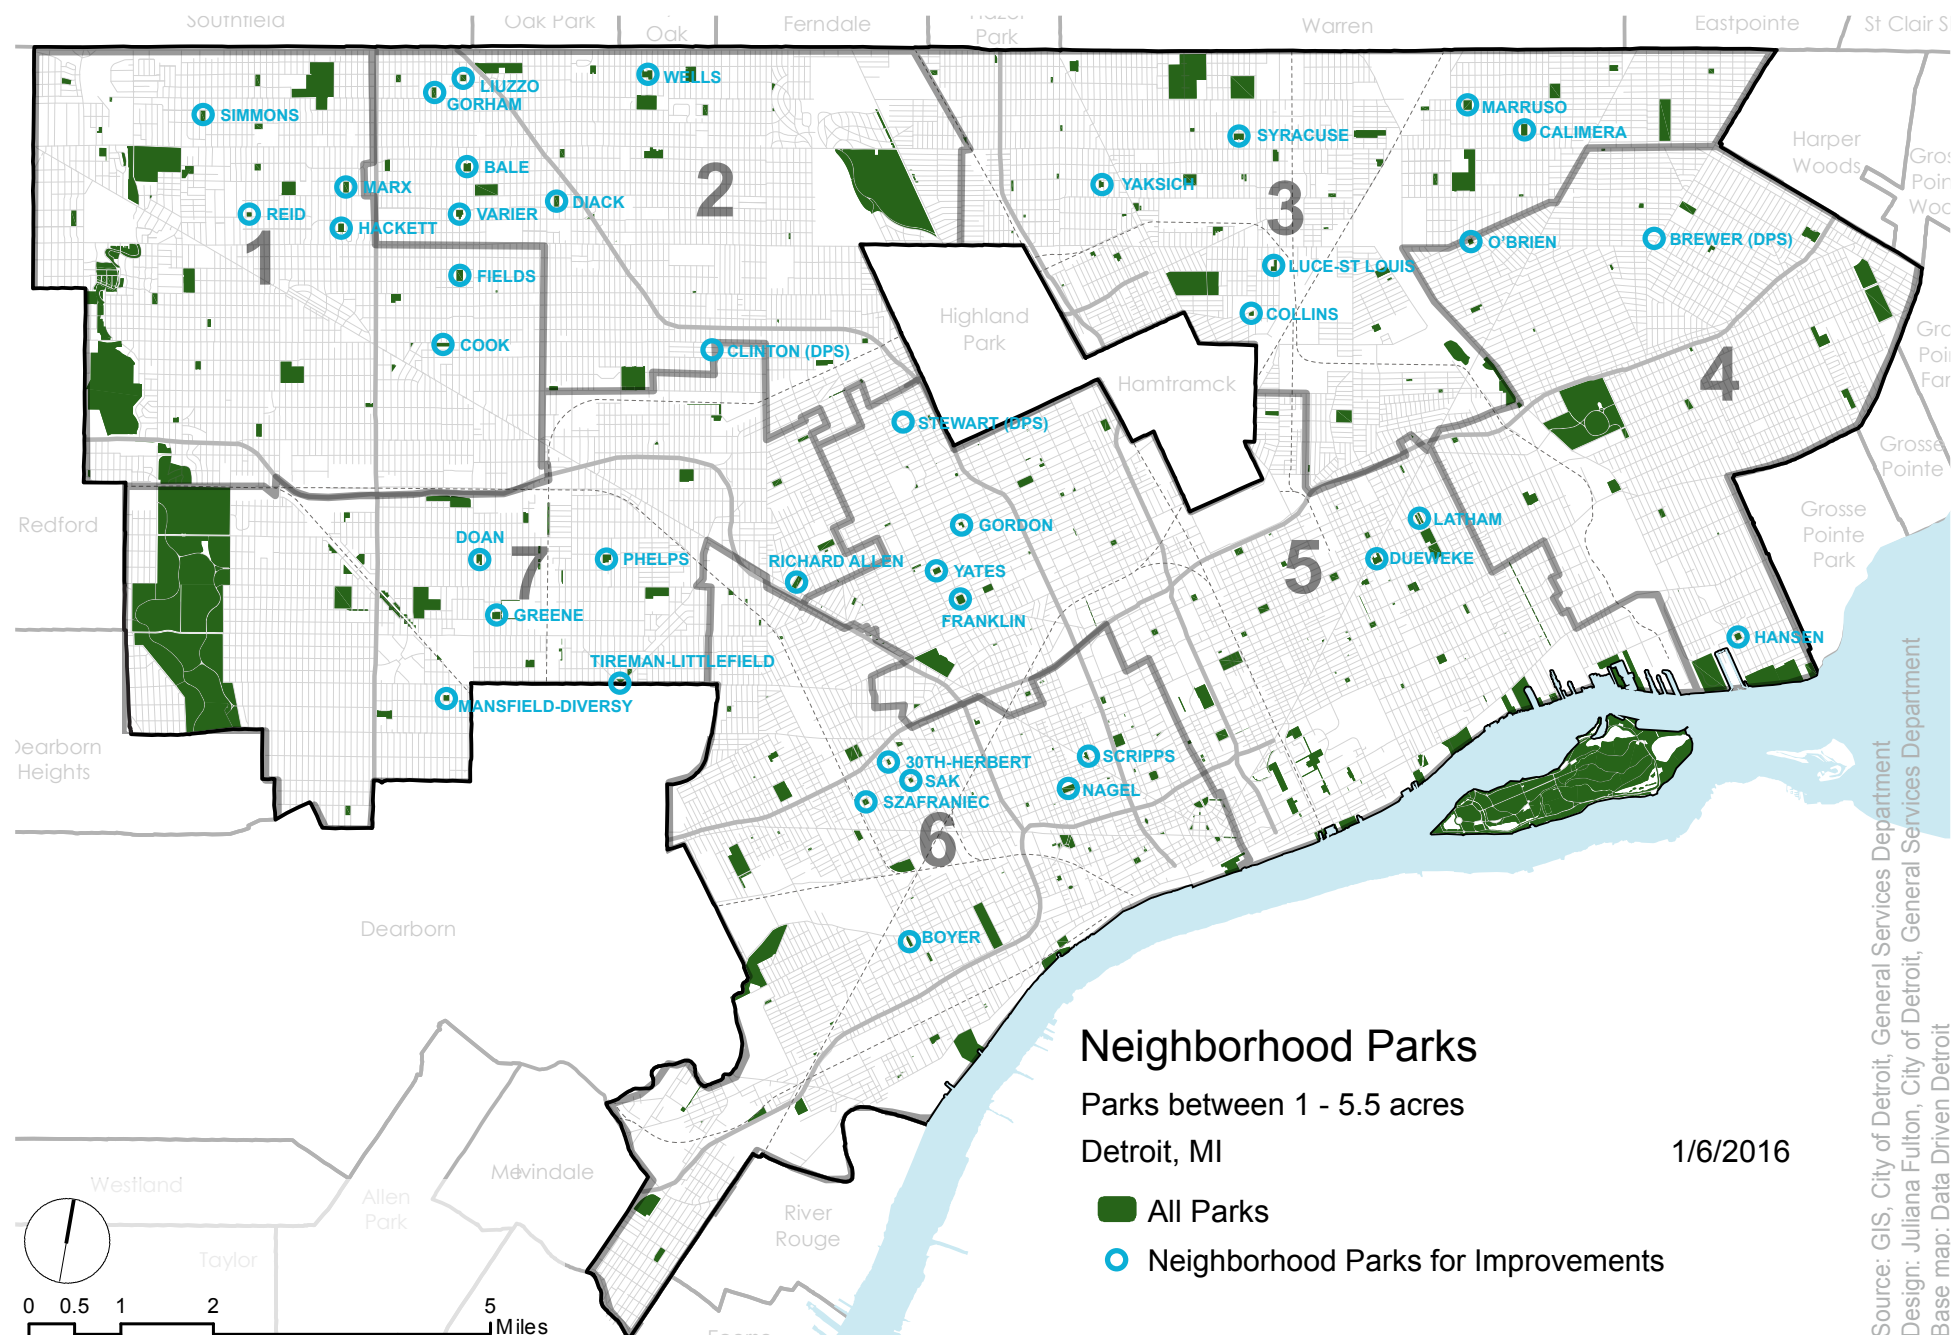 Southfield
Oak Park
Oak
Ferndale
Hazel
Park
Warren
Eastpointe
St Clair S
LIUZZO
GORHAM
WELLS
SIMMONS
MARRUSO
CALIMERA
SYRACUSE
Harper
Woods
BALE
MARX
YAKSICH
2
DIACK
3
REID
VARIER
HACKETT
1
O'BRIEN
BREWER (DPS)
LUCE-ST LOUIS
FIELDS
COLLINS
Highland
Park
COOK
CLINTON (DPS)
Hamtramck
4
STEWART (DPS)
Grosse
Pointe
Redford
GORDON
LATHAM
Grosse
Pointe
Park
DOAN
7
PHELPS
RICHARD ALLEN
YATES
5
DUEWEKE
GREENE
FRANKLIN
HANSEN
TIREMAN-LITTLEFIELD
MANSFIELD-DIVERSY
Dearborn
Heights
30TH-HERBERT
SAK
SZAFRANIEC
SCRIPPS
NAGEL
6
Dearborn
BOYER
Neighborhood Parks
Parks between 1 - 5.5 acres
Detroit, MI
1/6/2016
All Parks
Neighborhood Parks for Improvements
Westland
Allen
Park
Taylor
River
Rouge
0 0.5 1 2 5
Miles
Source: GIS, City of Detroit, General Services Department
Design: Juliana Fulton, City of Detroit, General Services Department
Base map: Data Driven Detroit